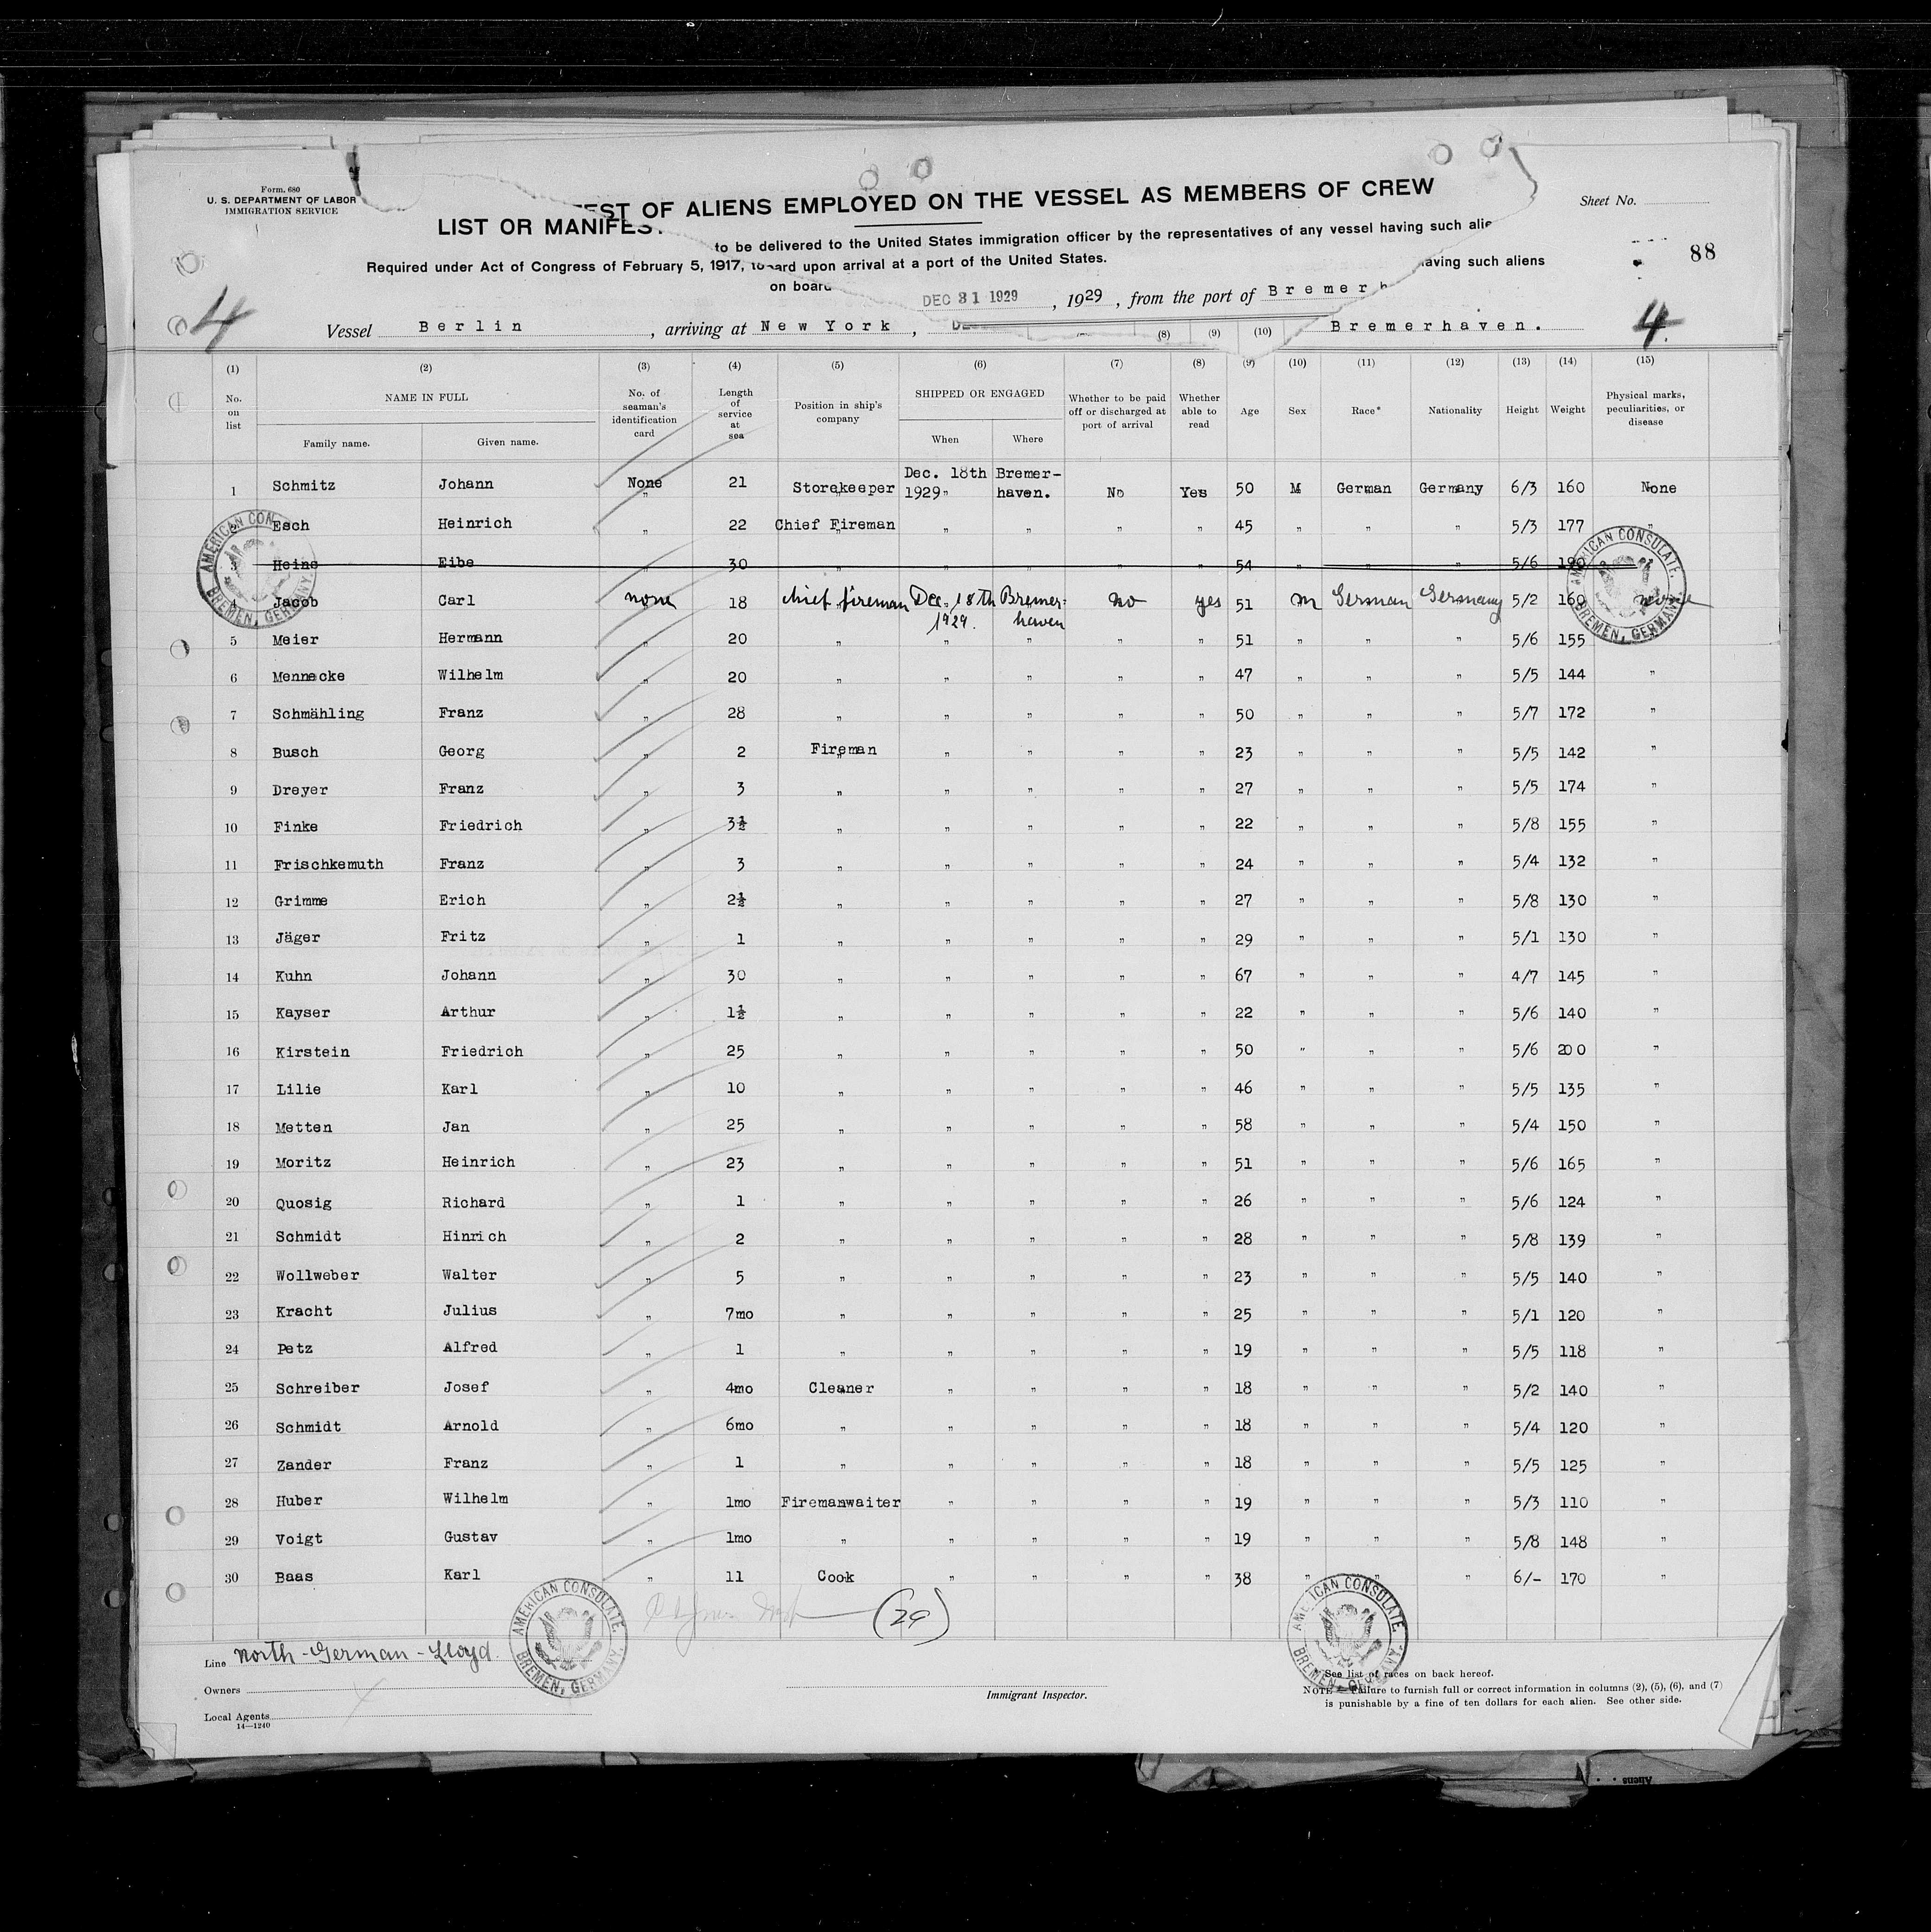 Form. 680
U. S. DEPARTMENT OF LABOR
IMMIGRATION SERVICE
EST OF ALIENS EMPLOYED ON THE VESSEL AS MEMBERS OF CREW
LIST OR MANIFES
Sheet No.
to be delivered to the United States immigration officer by the representatives of any vessel having such alie
Required under Act of Congress of February 5, 1917, to
ard upon arrival at a port of the United States.
aving such aliens
88
on board
DEC 31 1929, 1929, from the port of Bremerh
4
Vessel Berlin, arriving at New York, De
(8) (9) (10)
Bremerhaven.
4
(1) (2) (3) (4) (5) (6) (7) (8) (9) (10) (11) (12) (13) (14) (15)
No. on list
NAME IN FULL
Family name. Given name.
No. of seaman's identification card
Length of service at sea
Position in ship's company
SHIPPED OR ENGAGED
When Where
Whether to be paid off or discharged at port of arrival
Whether able to read
Age Sex Race* Nationality Height Weight
Physical marks, peculiarities, or disease
1 Schmitz Johann None 21 Storekeeper Dec. 18th 1929 Bremer-haven. No Yes 50 M German Germany 6/3 160 None
2 Esch Heinrich " 22 Chief Fireman " " " " 45 " " " 5/3 177 "
3 Heins Eibe " 30 " " " " " 54 " " " 5/6 190 "
4 Jacob Carl none 18 chief fireman Dec. 18th 1929. Bremer-haven no yes 51 m German Germany 5/2 160 none
5 Meier Hermann " 20 " " " " " 51 " " " 5/6 155
6 Mennecke Wilhelm " 20 " " " " " 47 " " " 5/5 144 "
7 Schmähling Franz " 28 " " " " " 50 " " " 5/7 172 "
8 Busch Georg " 2 Fireman " " " " 23 " " " 5/5 142 "
9 Dreyer Franz " 3 " " " " " 27 " " " 5/5 174 "
10 Finke Friedrich " 3½ " " " " " 22 " " " 5/8 155 "
11 Frischkemuth Franz " 3 " " " " " 24 " " " 5/4 132 "
12 Grimme Erich " 2½ " " " " " 27 " " " 5/8 130 "
13 Jäger Fritz " 1 " " " " " 29 " " " 5/1 130 "
14 Kuhn Johann " 30 " " " " " 67 " " " 4/7 145 "
15 Kayser Arthur " 1½ " " " " " 22 " " " 5/6 140 "
16 Kirstein Friedrich " 25 " " " " " 50 " " " 5/6 200 "
17 Lilie Karl " 10 " " " " " 46 " " " 5/5 135 "
18 Metten Jan " 25 " " " " " 58 " " " 5/4 150 "
19 Moritz Heinrich " 23 " " " " " 51 " " " 5/6 165 "
20 Quosig Richard " 1 " " " " " 26 " " " 5/6 124 "
21 Schmidt Hinrich " 2 " " " " " 28 " " " 5/8 139 "
22 Wollweber Walter " 5 " " " " " 23 " " " 5/5 140 "
23 Kracht Julius " 7mo " " " " " 25 " " " 5/1 120 "
24 Petz Alfred " 1 " " " " " 19 " " " 5/5 118 "
25 Schreiber Josef " 4mo Cleaner " " " " 18 " " " 5/2 140 "
26 Schmidt Arnold " 6mo " " " " " 18 " " " 5/4 120 "
27 Zander Franz " 1 " " " " " 18 " " " 5/5 125 "
28 Huber Wilhelm " 1mo Firemanwaiter " " " " 19 " " " 5/3 110 "
29 Voigt Gustav " 1mo " " " " " 19 " " " 5/8 148 "
30 Baas Karl " 11 Cook " " " " 38 " " " 6/- 170 "
AMERICAN CONSULATE.
BREMEN, GERMANY.
AMERICAN CONSULATE.
BREMEN, GERMANY.
(29)
AMERICAN CONSULATE.
BREMEN, GERMANY.
AMERICAN CONSULATE.
BREMEN, GERMANY.
Line North-German-Lloyd.
Owners
Local Agents
14—1240
Immigrant Inspector.
See list of races on back hereof.
NOTE.—Failure to furnish full or correct information in columns (2), (5), (6), and (7)
is punishable by a fine of ten dollars for each alien. See other side.
Aliens